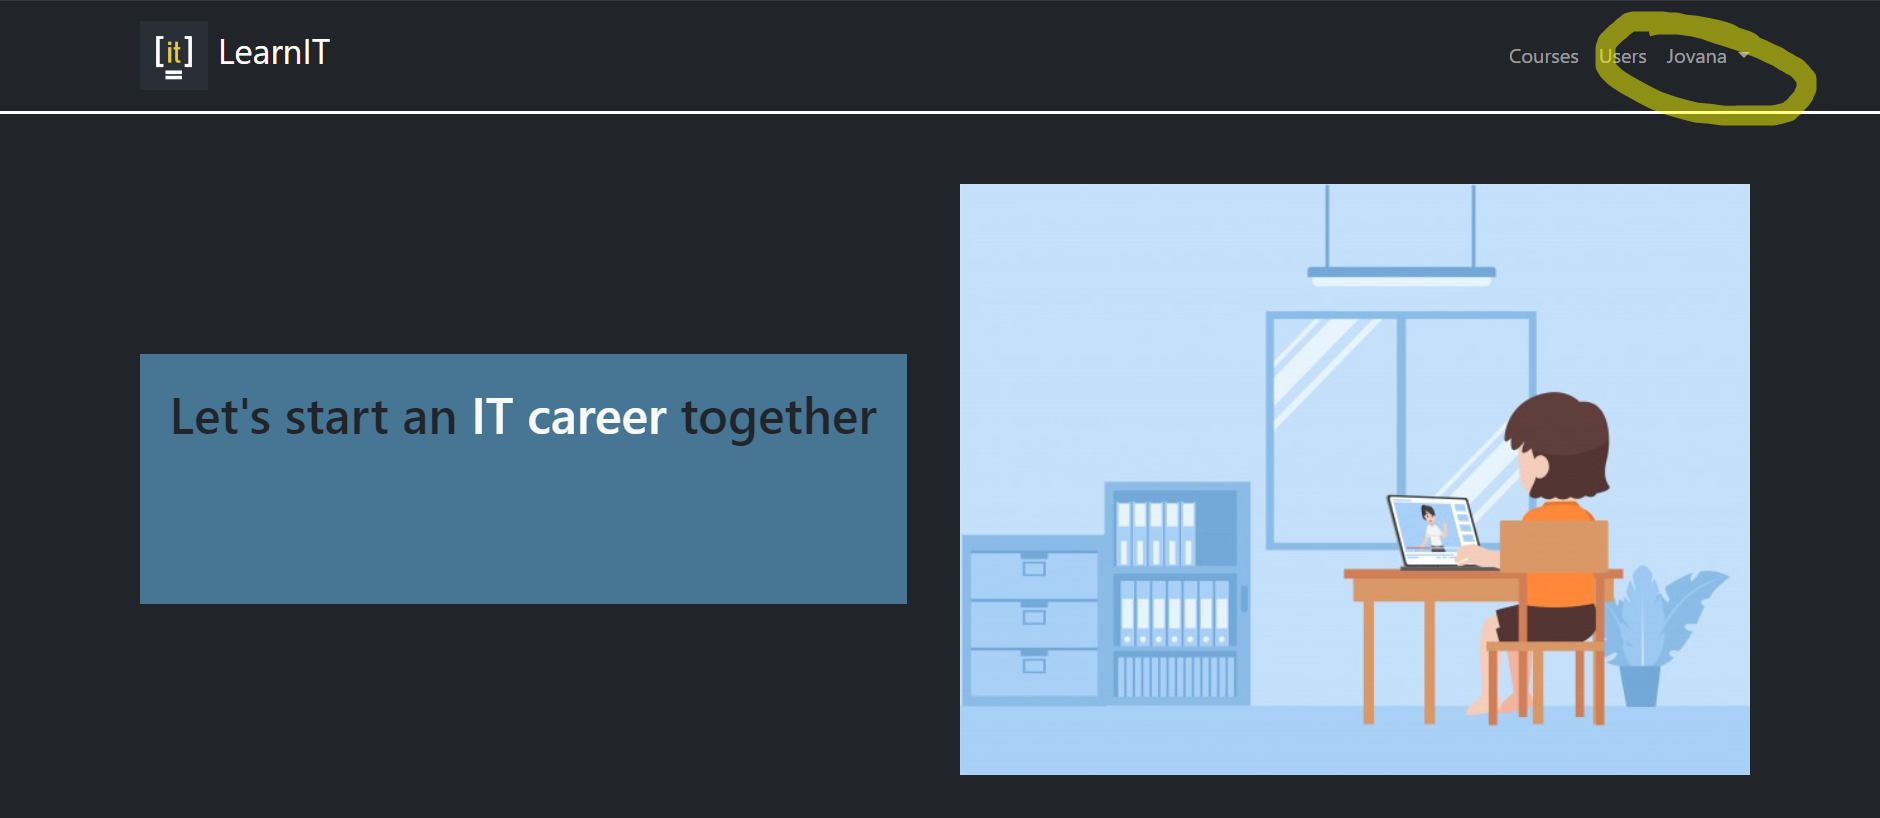 [it] LearnIT
Courses Users Jovana
Let's start an IT career together